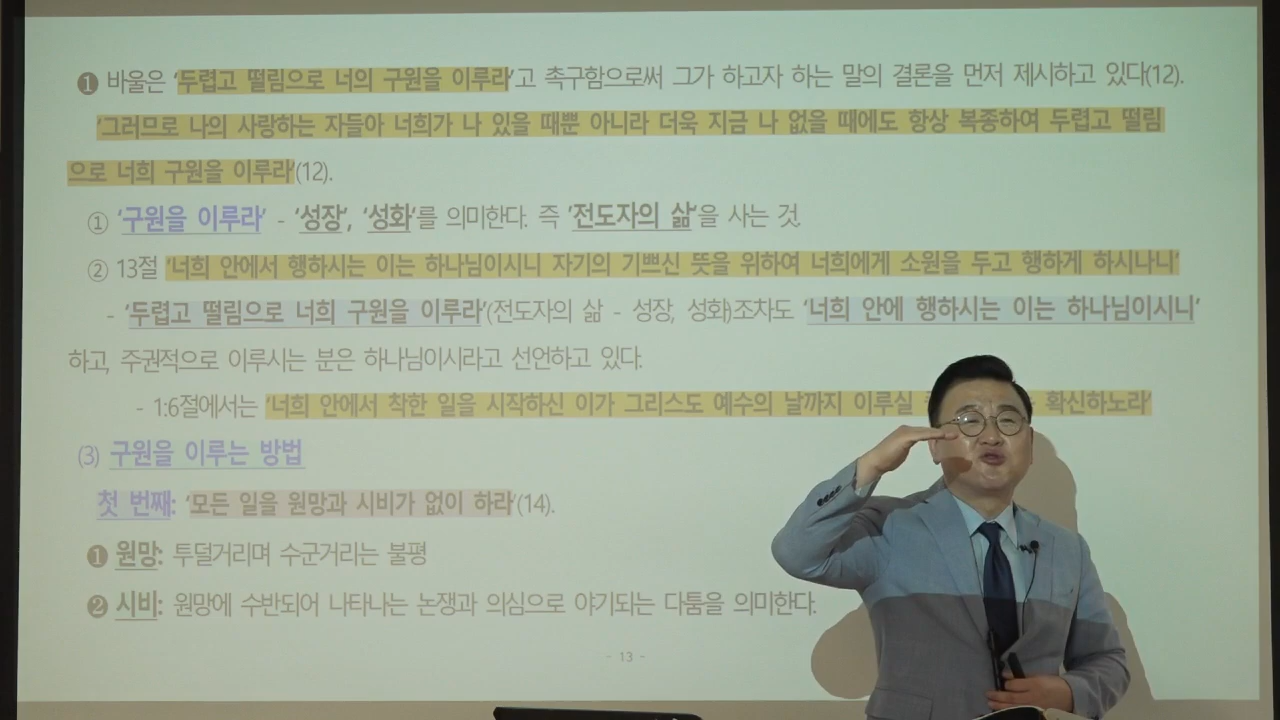 ❶ 바울은 '두렵고 떨림으로 너의 구원을 이루라'고 촉구함으로써 그가 하고자 하는 말의 결론을 먼저 제시하고 있다(12).
'그러므로 나의 사랑하는 자들아 너희가 나 있을 때뿐 아니라 더욱 지금 나 없을 때에도 항상 복종하여 두렵고 떨림
으로 너희 구원을 이루라'(12).
① '구원을 이루라' - '성장', '성화'를 의미한다. 즉 '전도자의 삶'을 사는 것.
② 13절 '너희 안에서 행하시는 이는 하나님이시니 자기의 기쁘신 뜻을 위하여 너희에게 소원을 두고 행하게 하시나니'
- '두렵고 떨림으로 너희 구원을 이루라'(전도자의 삶 - 성장, 성화)조차도 '너희 안에 행하시는 이는 하나님이시니'
하고, 주권적으로 이루시는 분은 하나님이시라고 선언하고 있다.
- 1:6절에서는 '너희 안에서 착한 일을 시작하신 이가 그리스도 예수의 날까지 이루실 확신하노라'
(3) 구원을 이루는 방법
첫 번째: '모든 일을 원망과 시비가 없이 하라'(14).
❶ 원망: 투덜거리며 수군거리는 불평
❷ 시비: 원망에 수반되어 나타나는 논쟁과 의심으로 야기되는 다툼을 의미한다.
- 13 -